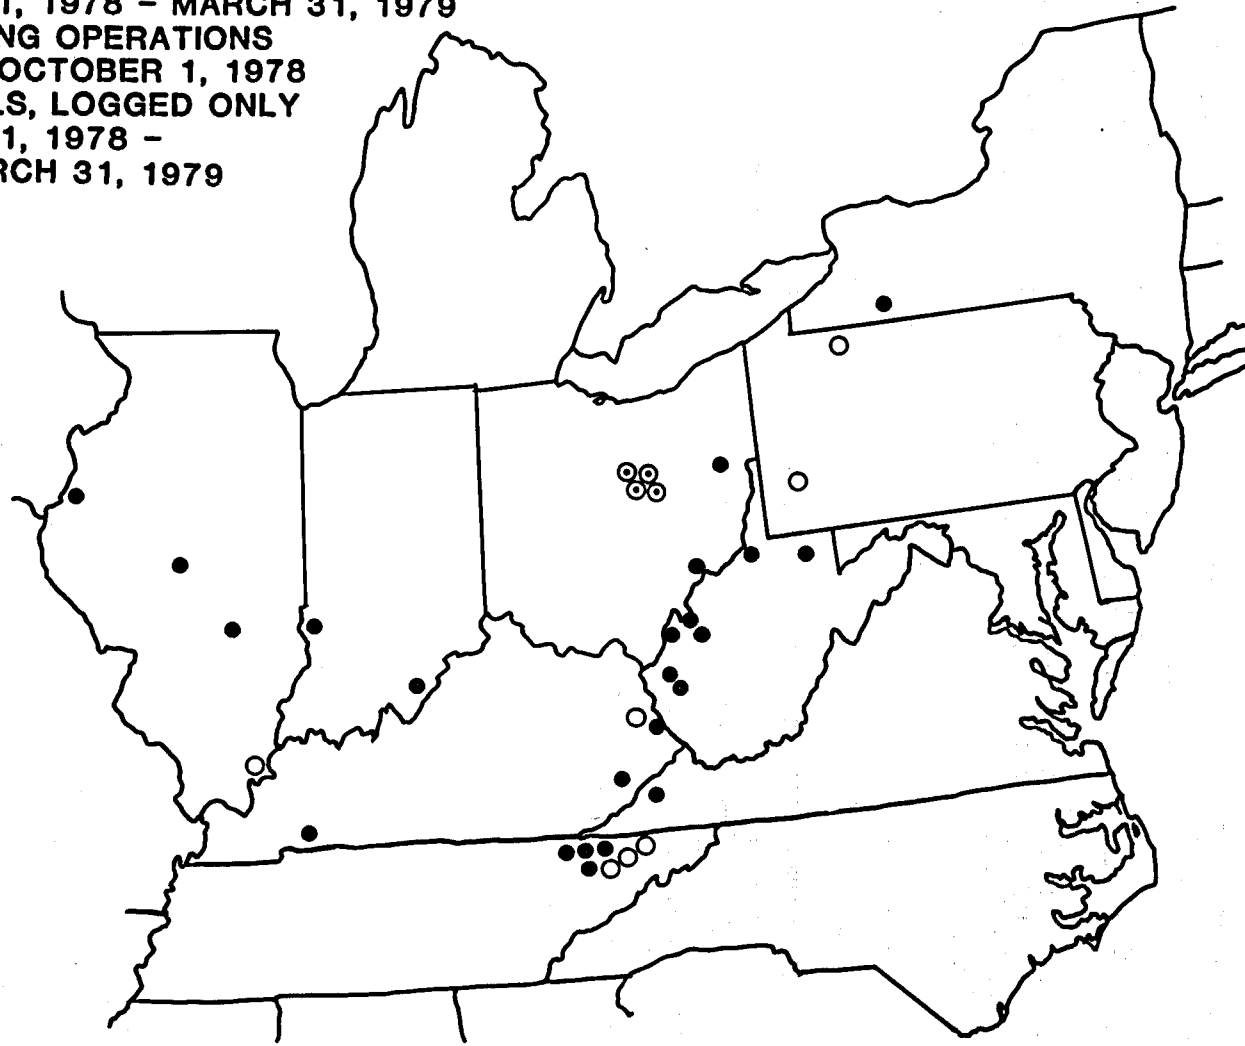 1, 1978 – MARCH 31, 1979
NG OPERATIONS
OCTOBER 1, 1978
LS, LOGGED ONLY
1, 1978 –
RCH 31, 1979